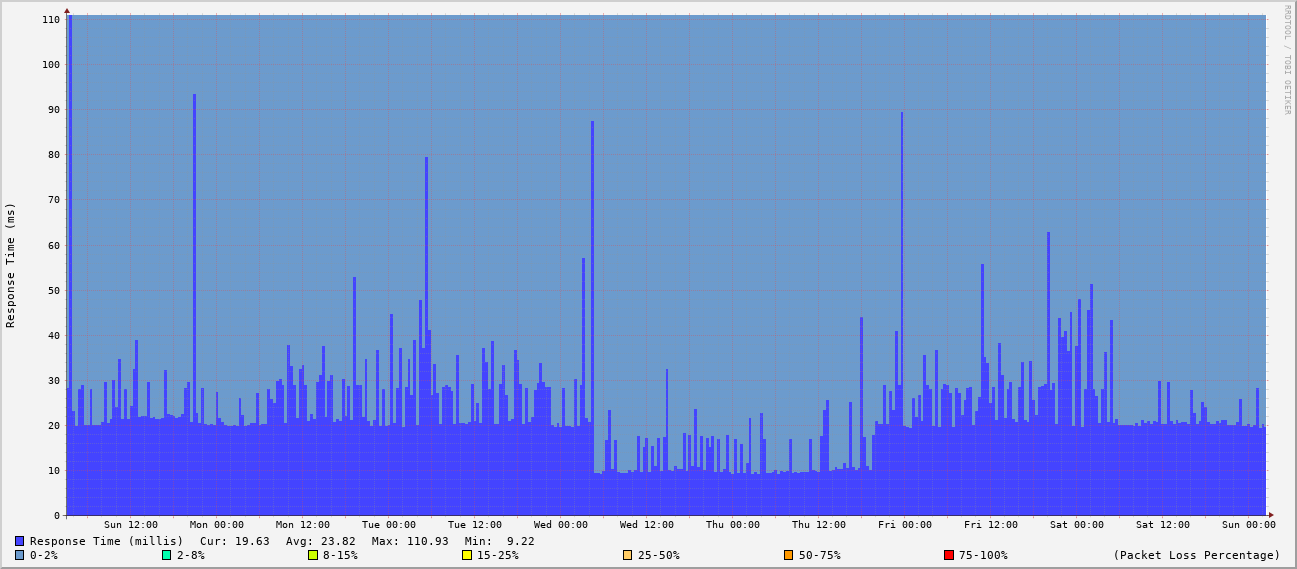 RRDTOOL / TOBI OETIKER
Response Time (ms)
110
100
90
80
70
60
50
40
30
20
10
0
Sun 12:00 Mon 00:00 Mon 12:00 Tue 00:00 Tue 12:00 Wed 00:00 Wed 12:00 Thu 00:00 Thu 12:00 Fri 00:00 Fri 12:00 Sat 00:00 Sat 12:00 Sun 00:00
Response Time (millis) Cur: 19.63 Avg: 23.82 Max: 110.93 Min: 9.22
0-2% 2-8% 8-15% 15-25% 25-50% 50-75% 75-100% (Packet Loss Percentage)